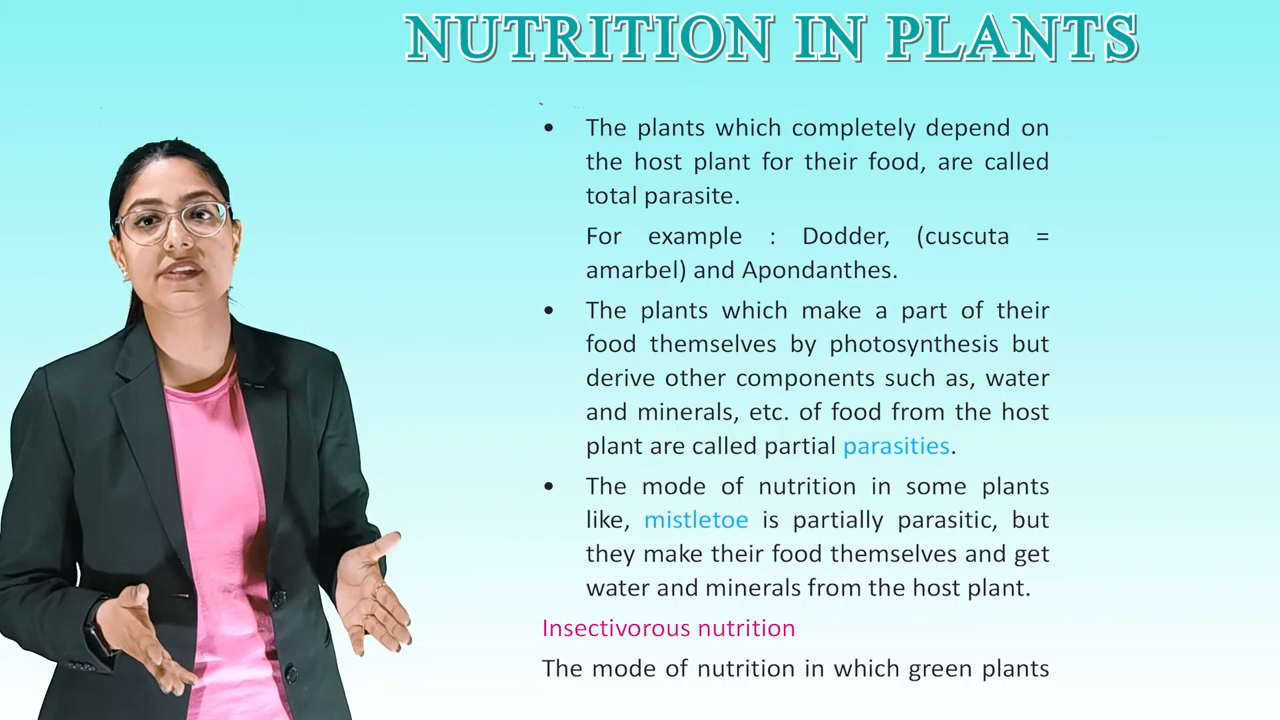 NUTRITION IN PLANTS
• The plants which completely depend on
the host plant for their food, are called
total parasite.
For example : Dodder, (cuscuta =
amarbel) and Apondanthes.
• The plants which make a part of their
food themselves by photosynthesis but
derive other components such as, water
and minerals, etc. of food from the host
plant are called partial parasities.
• The mode of nutrition in some plants
like, mistletoe is partially parasitic, but
they make their food themselves and get
water and minerals from the host plant.
Insectivorous nutrition
The mode of nutrition in which green plants